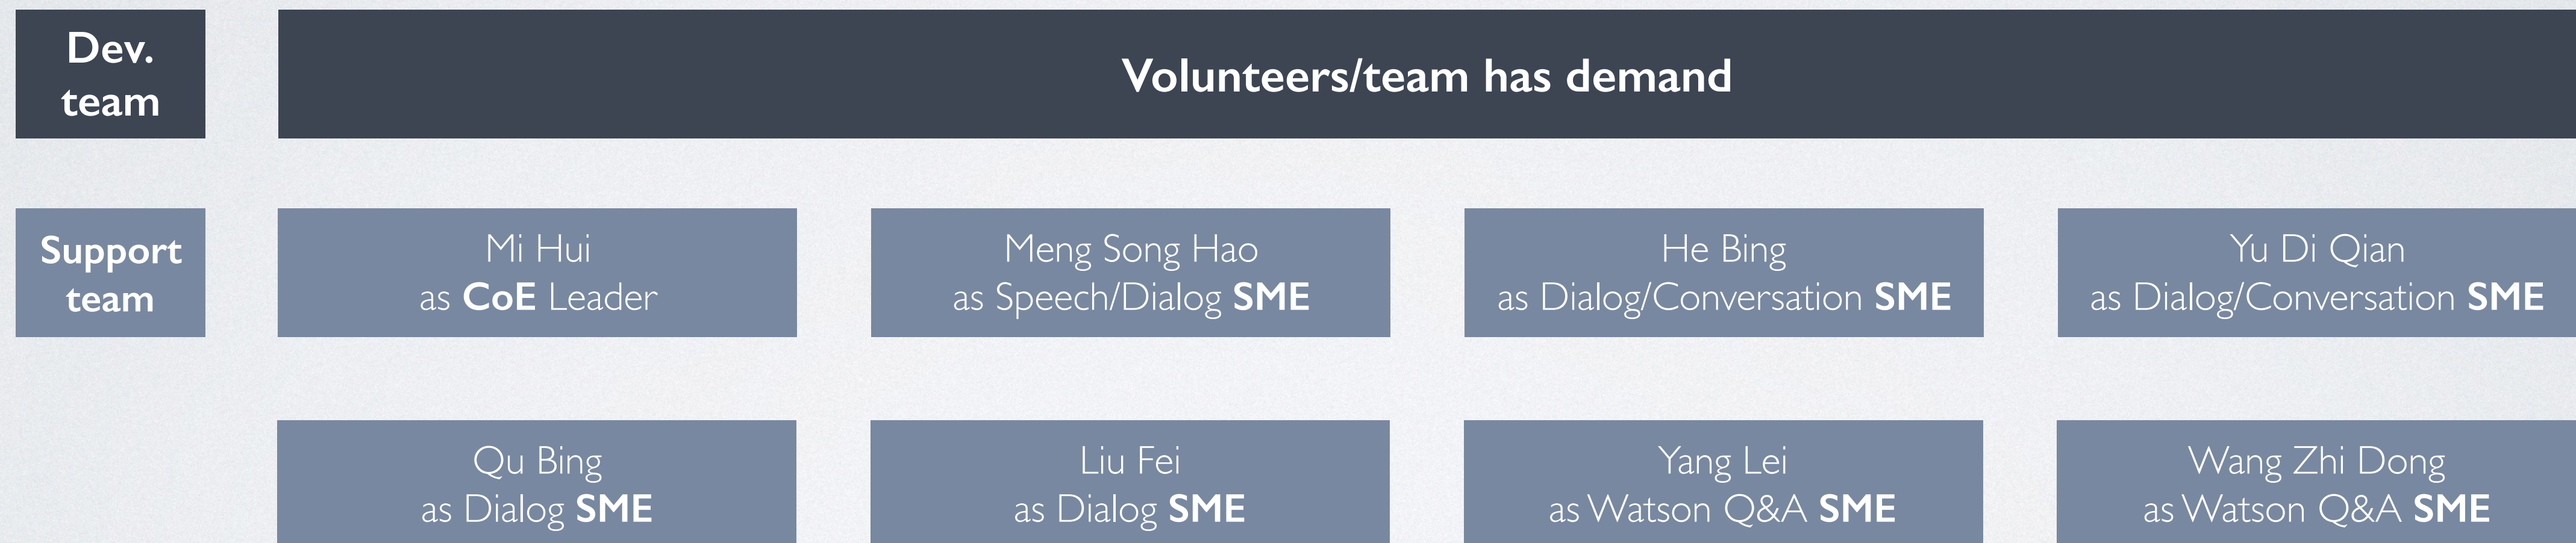 Dev.
team
Volunteers/team has demand
Support
team
Mi Hui
as CoE Leader
Meng Song Hao
as Speech/Dialog SME
He Bing
as Dialog/Conversation SME
Yu Di Qian
as Dialog/Conversation SME
Qu Bing
as Dialog SME
Liu Fei
as Dialog SME
Yang Lei
as Watson Q&A SME
Wang Zhi Dong
as Watson Q&A SME